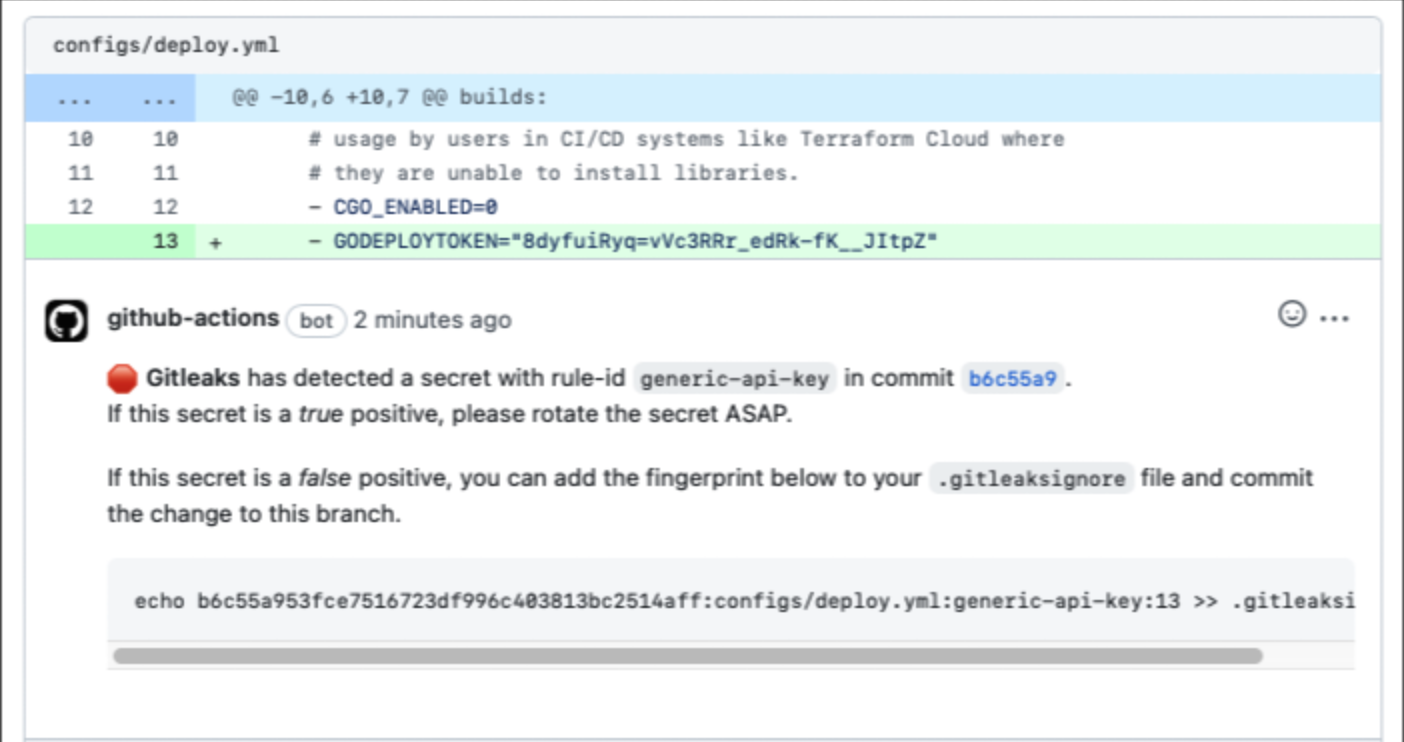 configs/deploy.yml
... ... @@ -10,6 +10,7 @@ builds:
10 10 # usage by users in CI/CD systems like Terraform Cloud where
11 11 # they are unable to install libraries.
12 12 - CGO_ENABLED=0
13 + - GODEPLOYTOKEN="8dyfuiRyq=vVc3RRr_edRk-fK__JItpZ"
github-actions bot 2 minutes ago
Gitleaks has detected a secret with rule-id generic-api-key in commit b6c55a9.
If this secret is a true positive, please rotate the secret ASAP.
If this secret is a false positive, you can add the fingerprint below to your .gitleaksignore file and commit
the change to this branch.
echo b6c55a953fce7516723df996c403813bc2514aff:configs/deploy.yml:generic-api-key:13 >> .gitleaksi